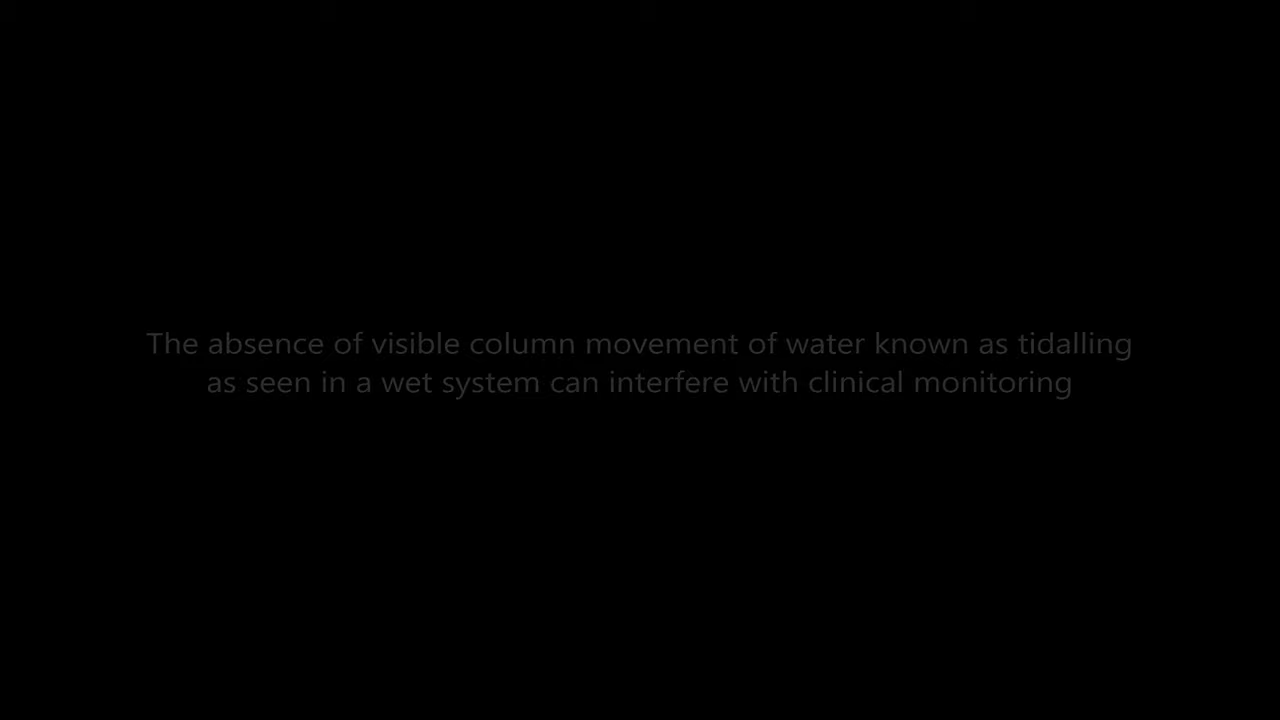 The absence of visible column movement of water known as tidalling
as seen in a wet system can interfere with clinical monitoring